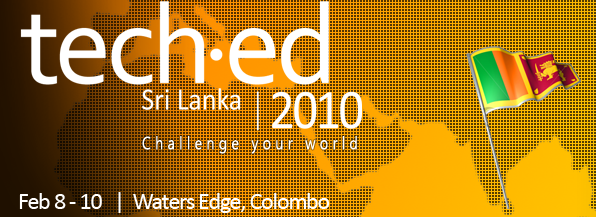 tech·ed
Sri Lanka | 2010
Challenge your world
Feb 8 - 10 | Waters Edge, Colombo